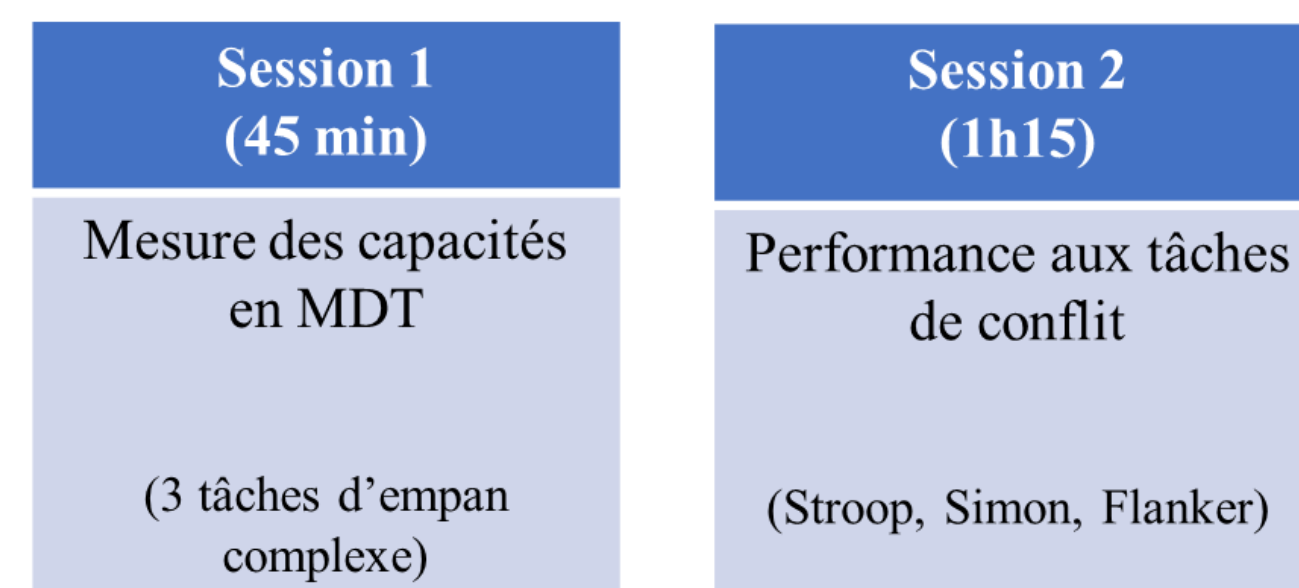 Session 1
(45 min)
Mesure des capacités
en MDT
(3 tâches d’empan
complexe)
Session 2
(1h15)
Performance aux tâches
de conflit
(Stroop, Simon, Flanker)